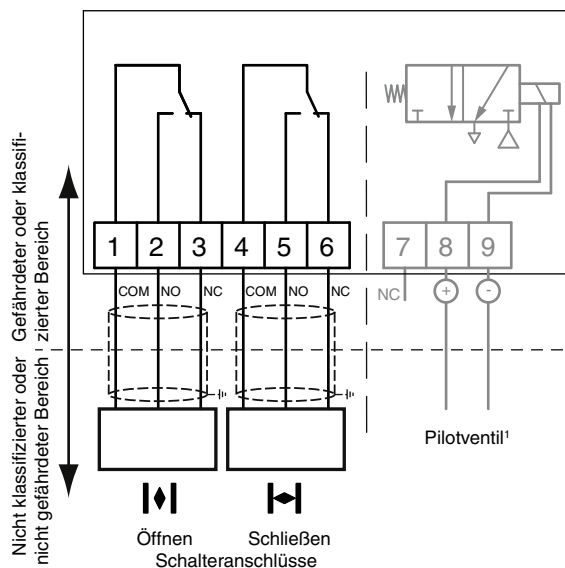 Gefährdeter oder klassifi-
zierter Bereich
Nicht klassifizierter oder
nicht gefährdeter Bereich
1 2 3 4 5 6 7 8 9
COM NO NC COM NO NC NC + -
Pilotventil¹
Öffnen Schließen
Schalteranschlüsse